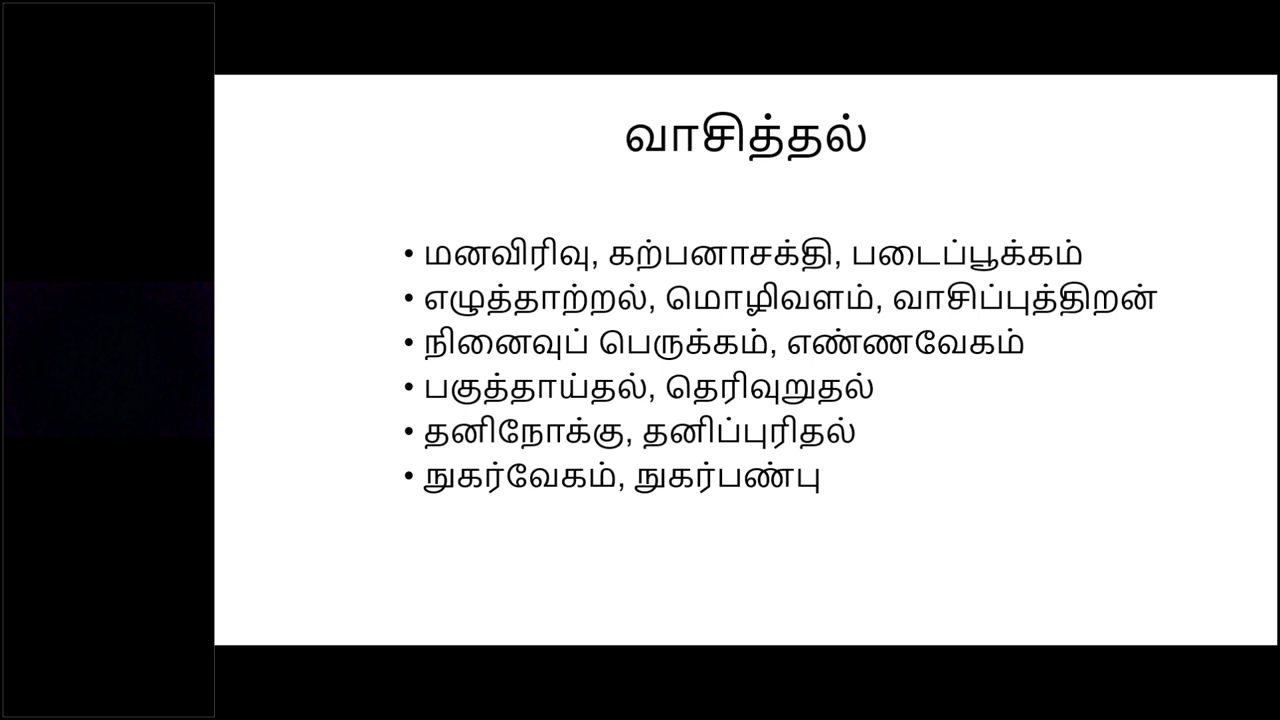 வாசித்தல்
• மனவிரிவு, கற்பனாசக்தி, படைப்பூக்கம்
• எழுத்தாற்றல், மொழிவளம், வாசிப்புத்திறன்
• நினைவுப் பெருக்கம், எண்ணவேகம்
• பகுத்தாய்தல், தெரிவுறுதல்
• தனிநோக்கு, தனிப்புரிதல்
• நுகர்வேகம், நுகர்பண்பு